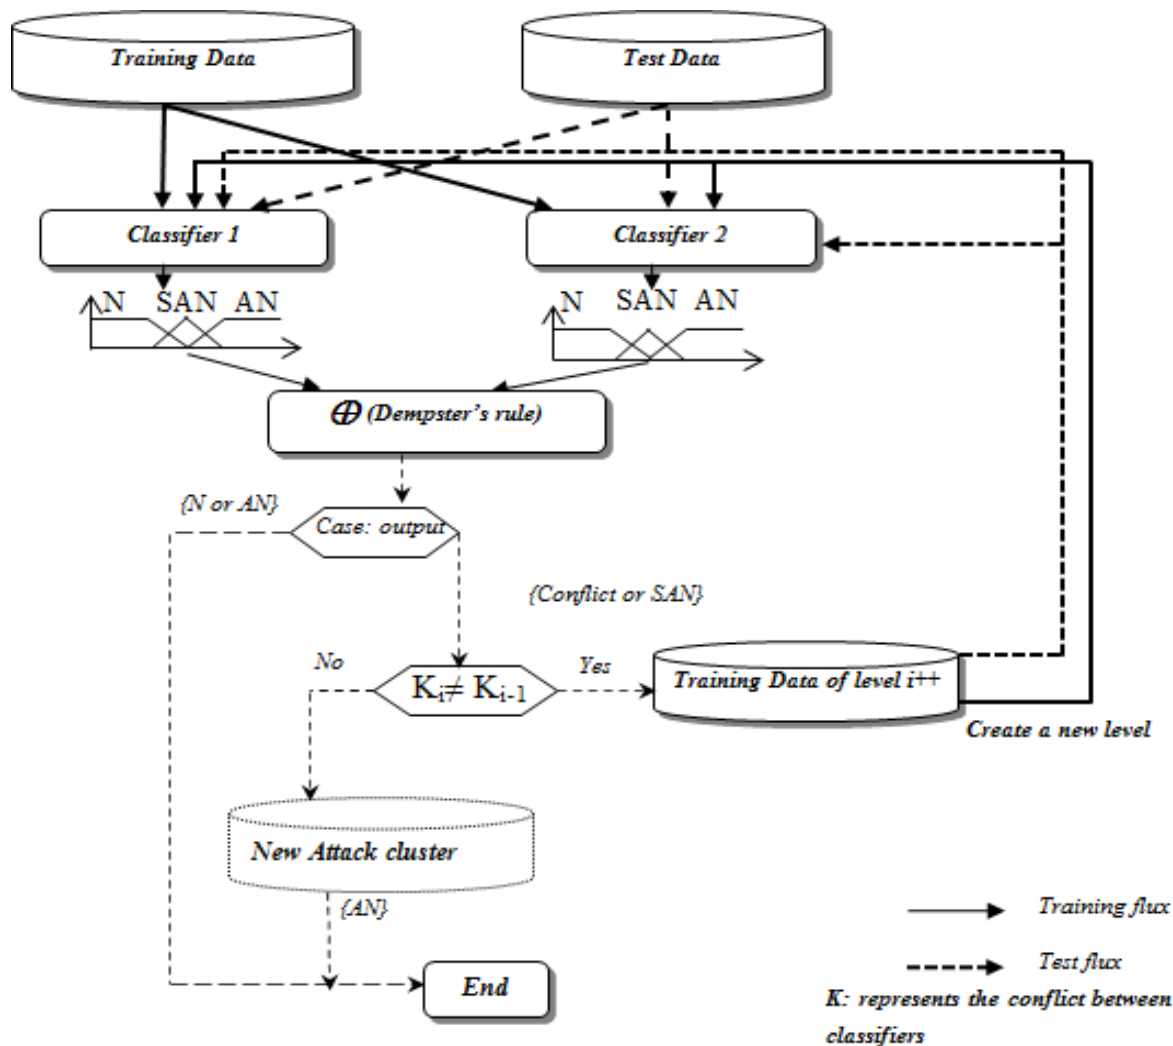 Training Data
Test Data
Classifier 1
Classifier 2
N SAN AN
N SAN AN
⊕ (Dempster's rule)
{N or AN}
Case: output
{Conflict or SAN}
No
Yes
Ki≠ Ki-1
Training Data of level i++
Create a new level
New Attack cluster
{AN}
Training flux
Test flux
End
K: represents the conflict between
classifiers